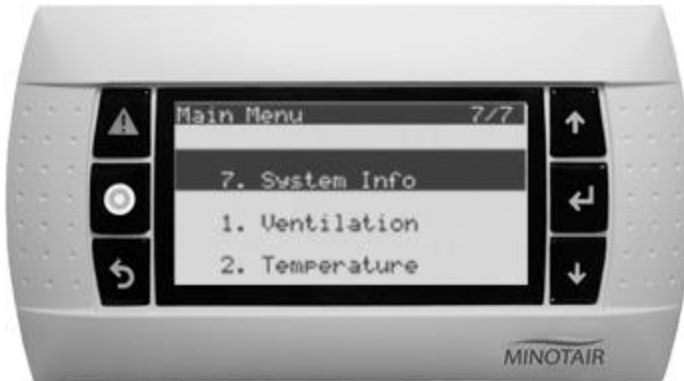 Main Menu 7/7
7. System Info
1. Ventilation
2. Temperature
MINOTAIR